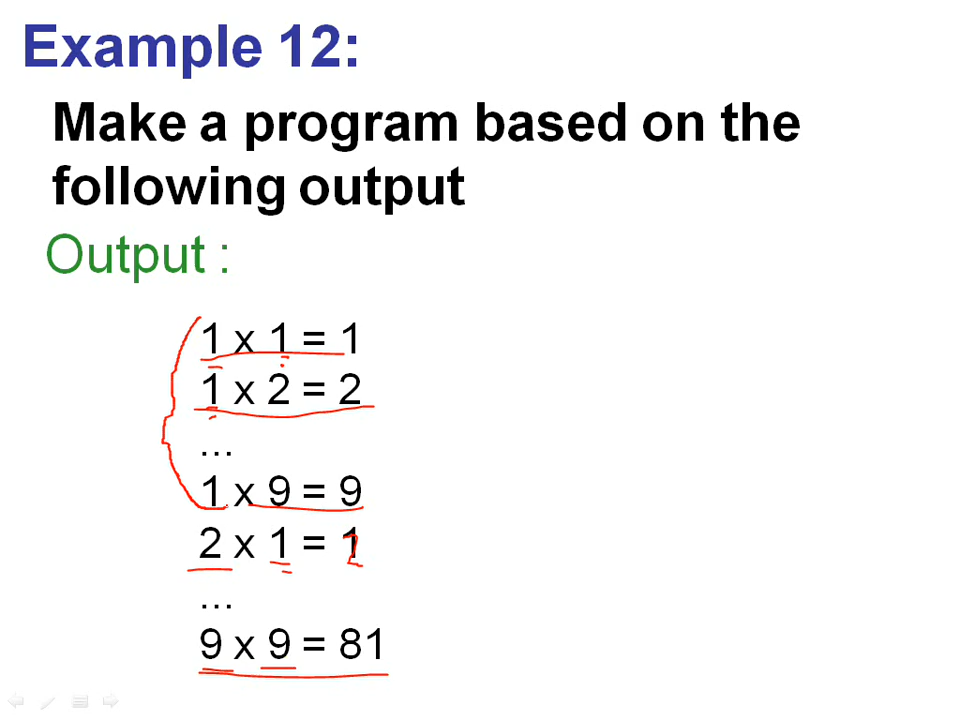 Example 12:
Make a program based on the
following output
Output :
1 x 1 = 1
1 x 2 = 2
...
1 x 9 = 9
2 x 1 = 2
...
9 x 9 = 81